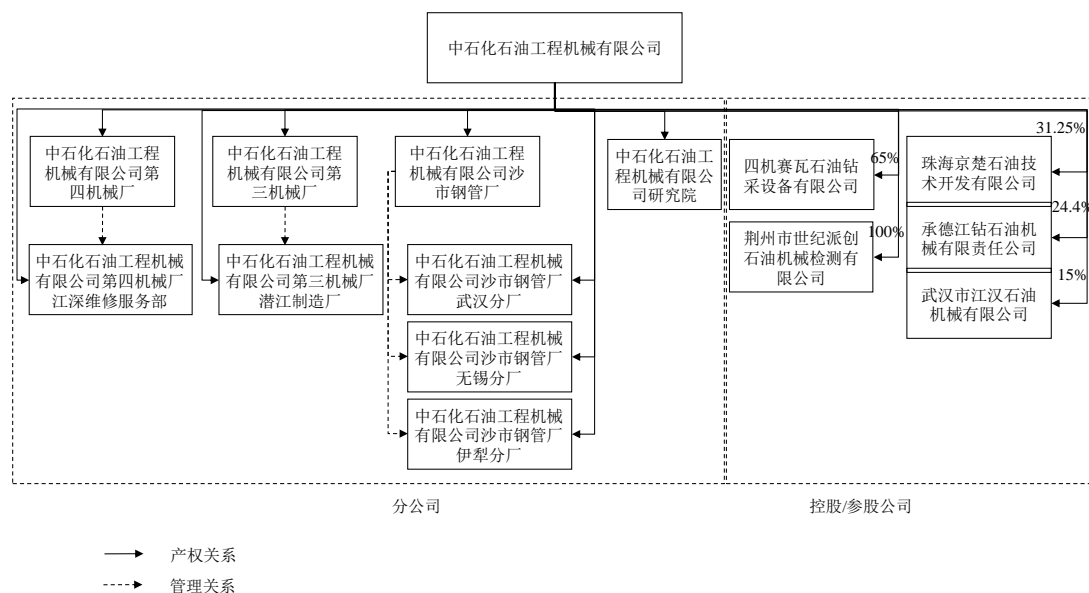 中石化石油工程机械有限公司
中石化石油工程
机械有限公司第
四机械厂
中石化石油工程
机械有限公司第
三机械厂
中石化石油工程
机械有限公司沙
市钢管厂
中石化石油工
程机械有限公
司研究院
四机赛瓦石油钻
采设备有限公司
65%
31.25%
珠海京楚石油技
术开发有限公司
中石化石油工程机械
有限公司第四机械厂
江深维修服务部
中石化石油工程机械
有限公司第三机械厂
潜江制造厂
中石化石油工程机械
有限公司沙市钢管厂
武汉分厂
荆州市世纪派创
石油机械检测有
限公司
100%
24.4%
承德江钻石油机
械有限责任公司
15%
武汉市江汉石油
机械有限公司
中石化石油工程机械
有限公司沙市钢管厂
无锡分厂
中石化石油工程机械
有限公司沙市钢管厂
伊犁分厂
分公司
控股/参股公司
产权关系
管理关系